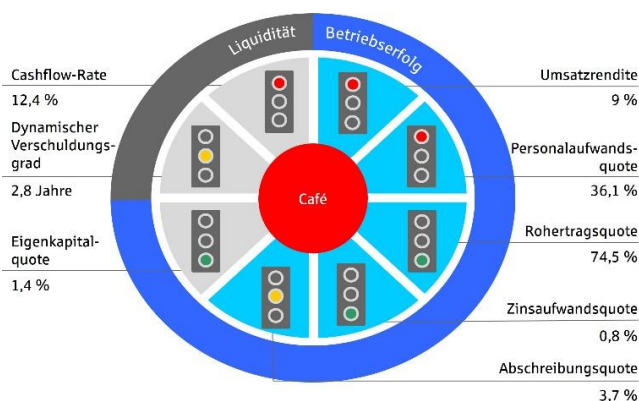 Liquidität
Betriebserfolg
Cashflow-Rate
12,4 %
Dynamischer
Verschuldungs-
grad
2,8 Jahre
Eigenkapital-
quote
1,4 %
Café
Umsatzrendite
9 %
Personalaufwands-
quote
36,1 %
Rohertragsquote
74,5 %
Zinsaufwandsquote
0,8 %
Abschreibungsquote
3,7 %